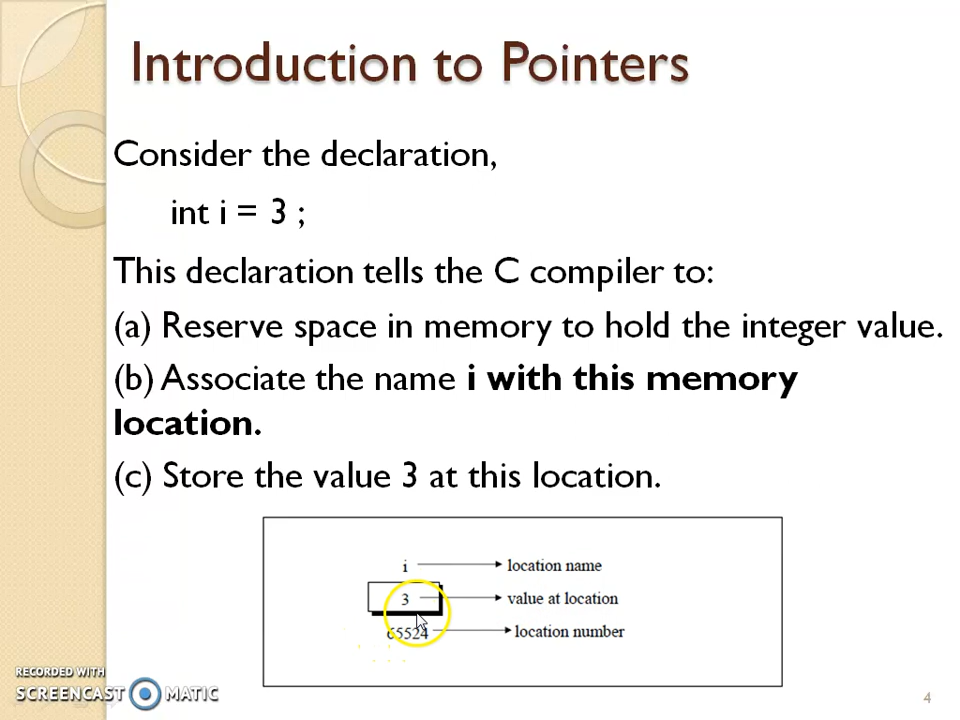 Introduction to Pointers
Consider the declaration,
int i = 3 ;
This declaration tells the C compiler to:
(a) Reserve space in memory to hold the integer value.
(b) Associate the name i with this memory
location.
(c) Store the value 3 at this location.
i location name
3 value at location
65524 location number
RECORDED WITH
SCREENCAST MATIC
4